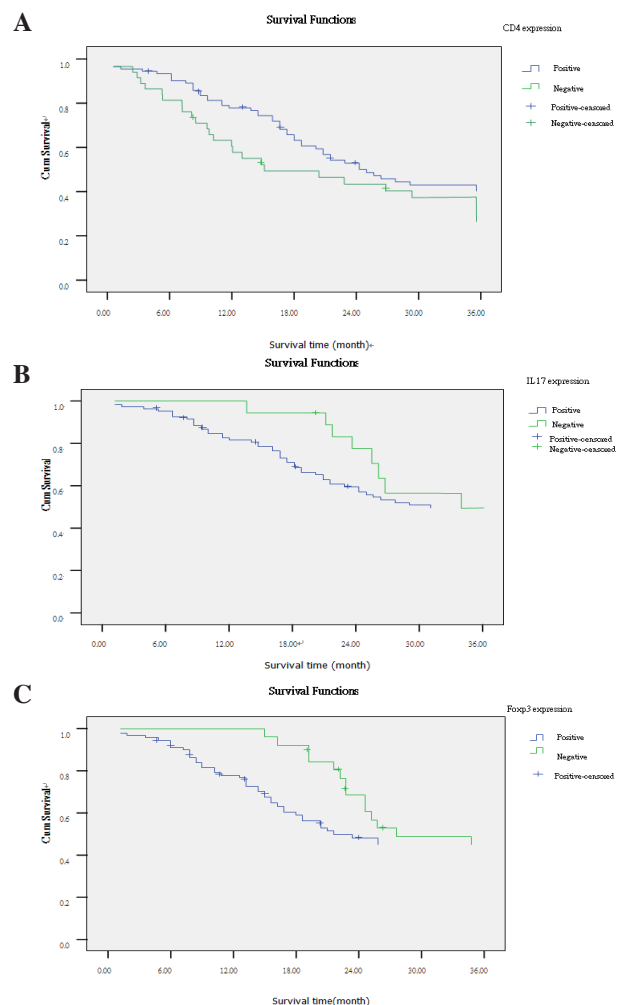 A
Survival Functions
CD4 expression
Positive
Negative
Positive-censored
Negative-censored
Cum Survival↵
1.0
0.8
0.6
0.4
0.2
0.0
0.00 6.00 12.00 18.00 24.00 30.00 36.00
Survival time (month)↵
B
Survival Functions
IL17 expression
Positive
Negative
Positive-censored
Negative-censored
Cum Survival
1.0
0.8
0.6
0.4
0.2
0.0
0.00 6.00 12.00 18.00↵ 24.00 30.00 36.00
Survival time (month)
C
Survival Functions
Foxp3 expression
Positive
Negative
Positive-censored
Cum Survival↵
1.0
0.8
0.6
0.4
0.2
0.0
0.00 6.00 12.00 18.00 24.00 30.00 36.00
Survival time(month)